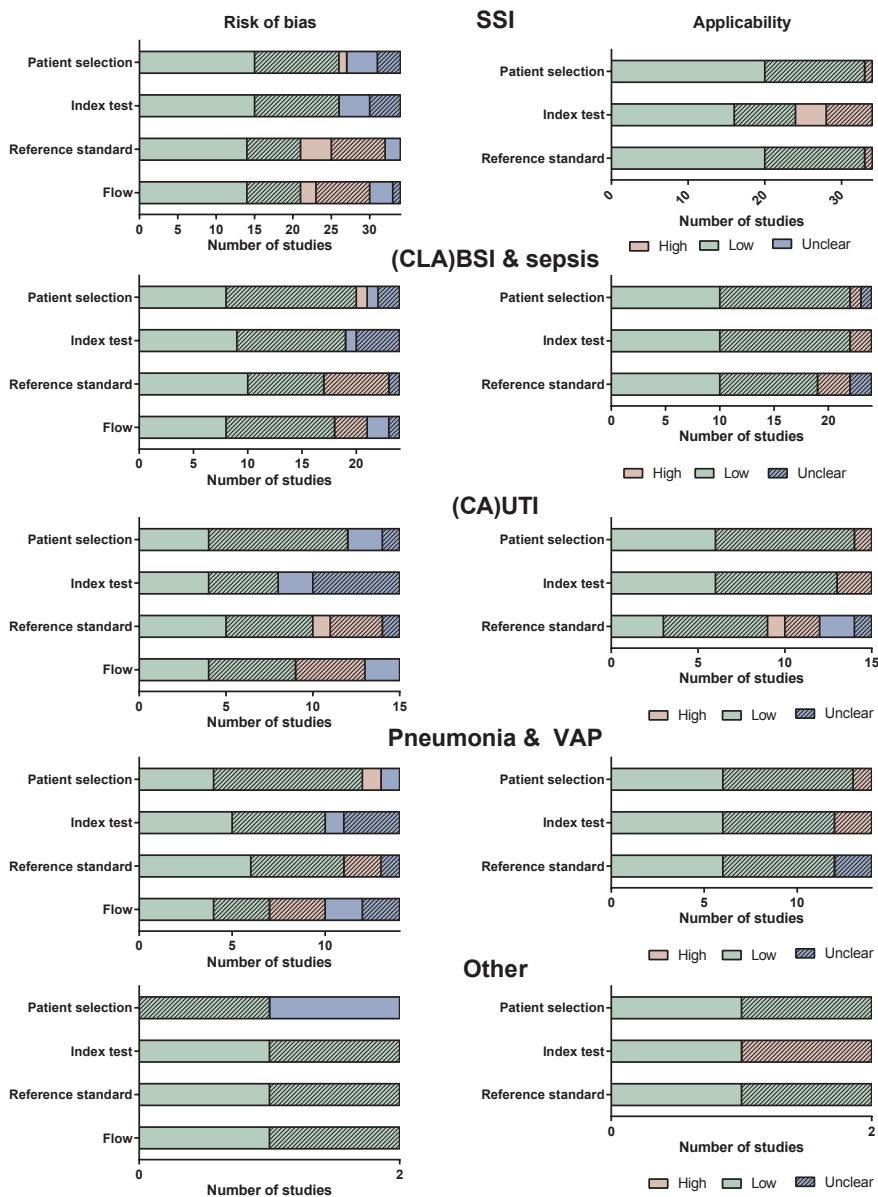 SSI
Risk of bias
Applicability
Patient selection
Index test
Reference standard
Flow
0 5 10 15 20 25 30
Number of studies
Patient selection
Index test
Reference standard
0 10 20 30
Number of studies
High Low Unclear
(CLA)BSI & sepsis
Patient selection
Index test
Reference standard
Flow
0 5 10 15 20
Number of studies
Patient selection
Index test
Reference standard
0 5 10 15 20
Number of studies
High Low Unclear
(CA)UTI
Patient selection
Index test
Reference standard
Flow
0 5 10 15
Number of studies
Patient selection
Index test
Reference standard
0 5 10 15
Number of studies
High Low Unclear
Pneumonia & VAP
Patient selection
Index test
Reference standard
Flow
0 5 10
Number of studies
Patient selection
Index test
Reference standard
0 5 10
Number of studies
High Low Unclear
Other
Patient selection
Index test
Reference standard
Flow
0 2
Number of studies
Patient selection
Index test
Reference standard
0 2
Number of studies
High Low Unclear